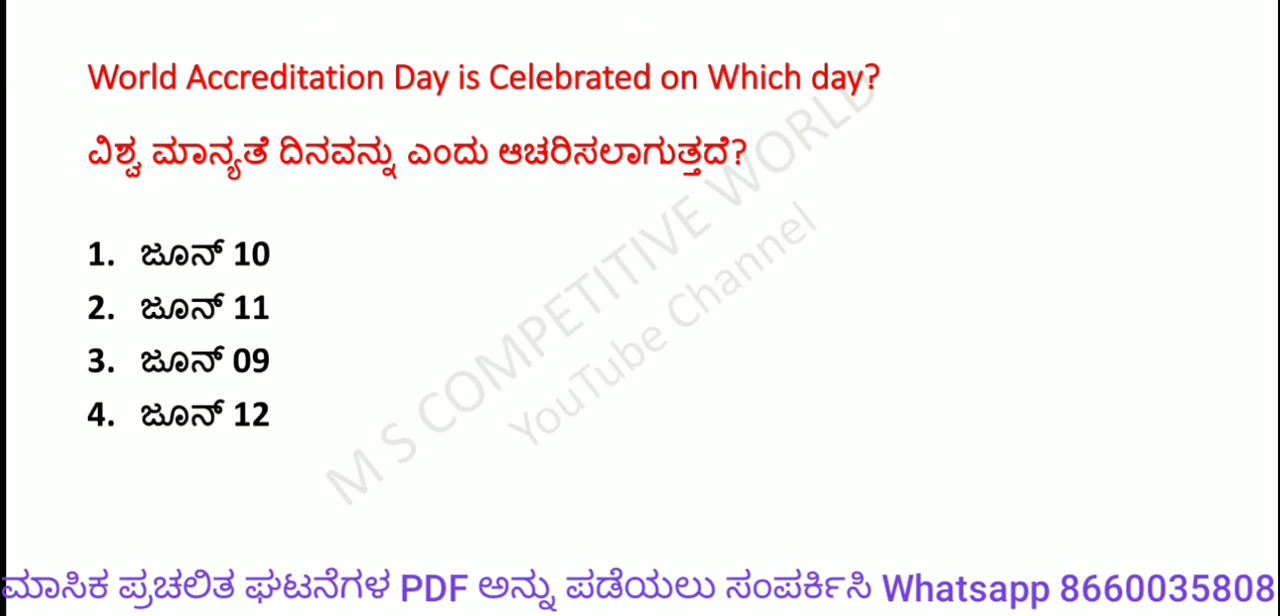 World Accreditation Day is Celebrated on Which day?
ವಿಶ್ವ ಮಾನ್ಯತೆ ದಿನವನ್ನು ಎಂದು ಆಚರಿಸಲಾಗುತ್ತದೆ?
1. ಜೂನ್ 10
2. ಜೂನ್ 11
3. ಜೂನ್ 09
4. ಜೂನ್ 12
M S COMPETITIVE WORLD
YouTube Channel
ಮಾಸಿಕ ಪ್ರಚಲಿತ ಘಟನೆಗಳ PDF ಅನ್ನು ಪಡೆಯಲು ಸಂಪರ್ಕಿಸಿ Whatsapp 8660035808